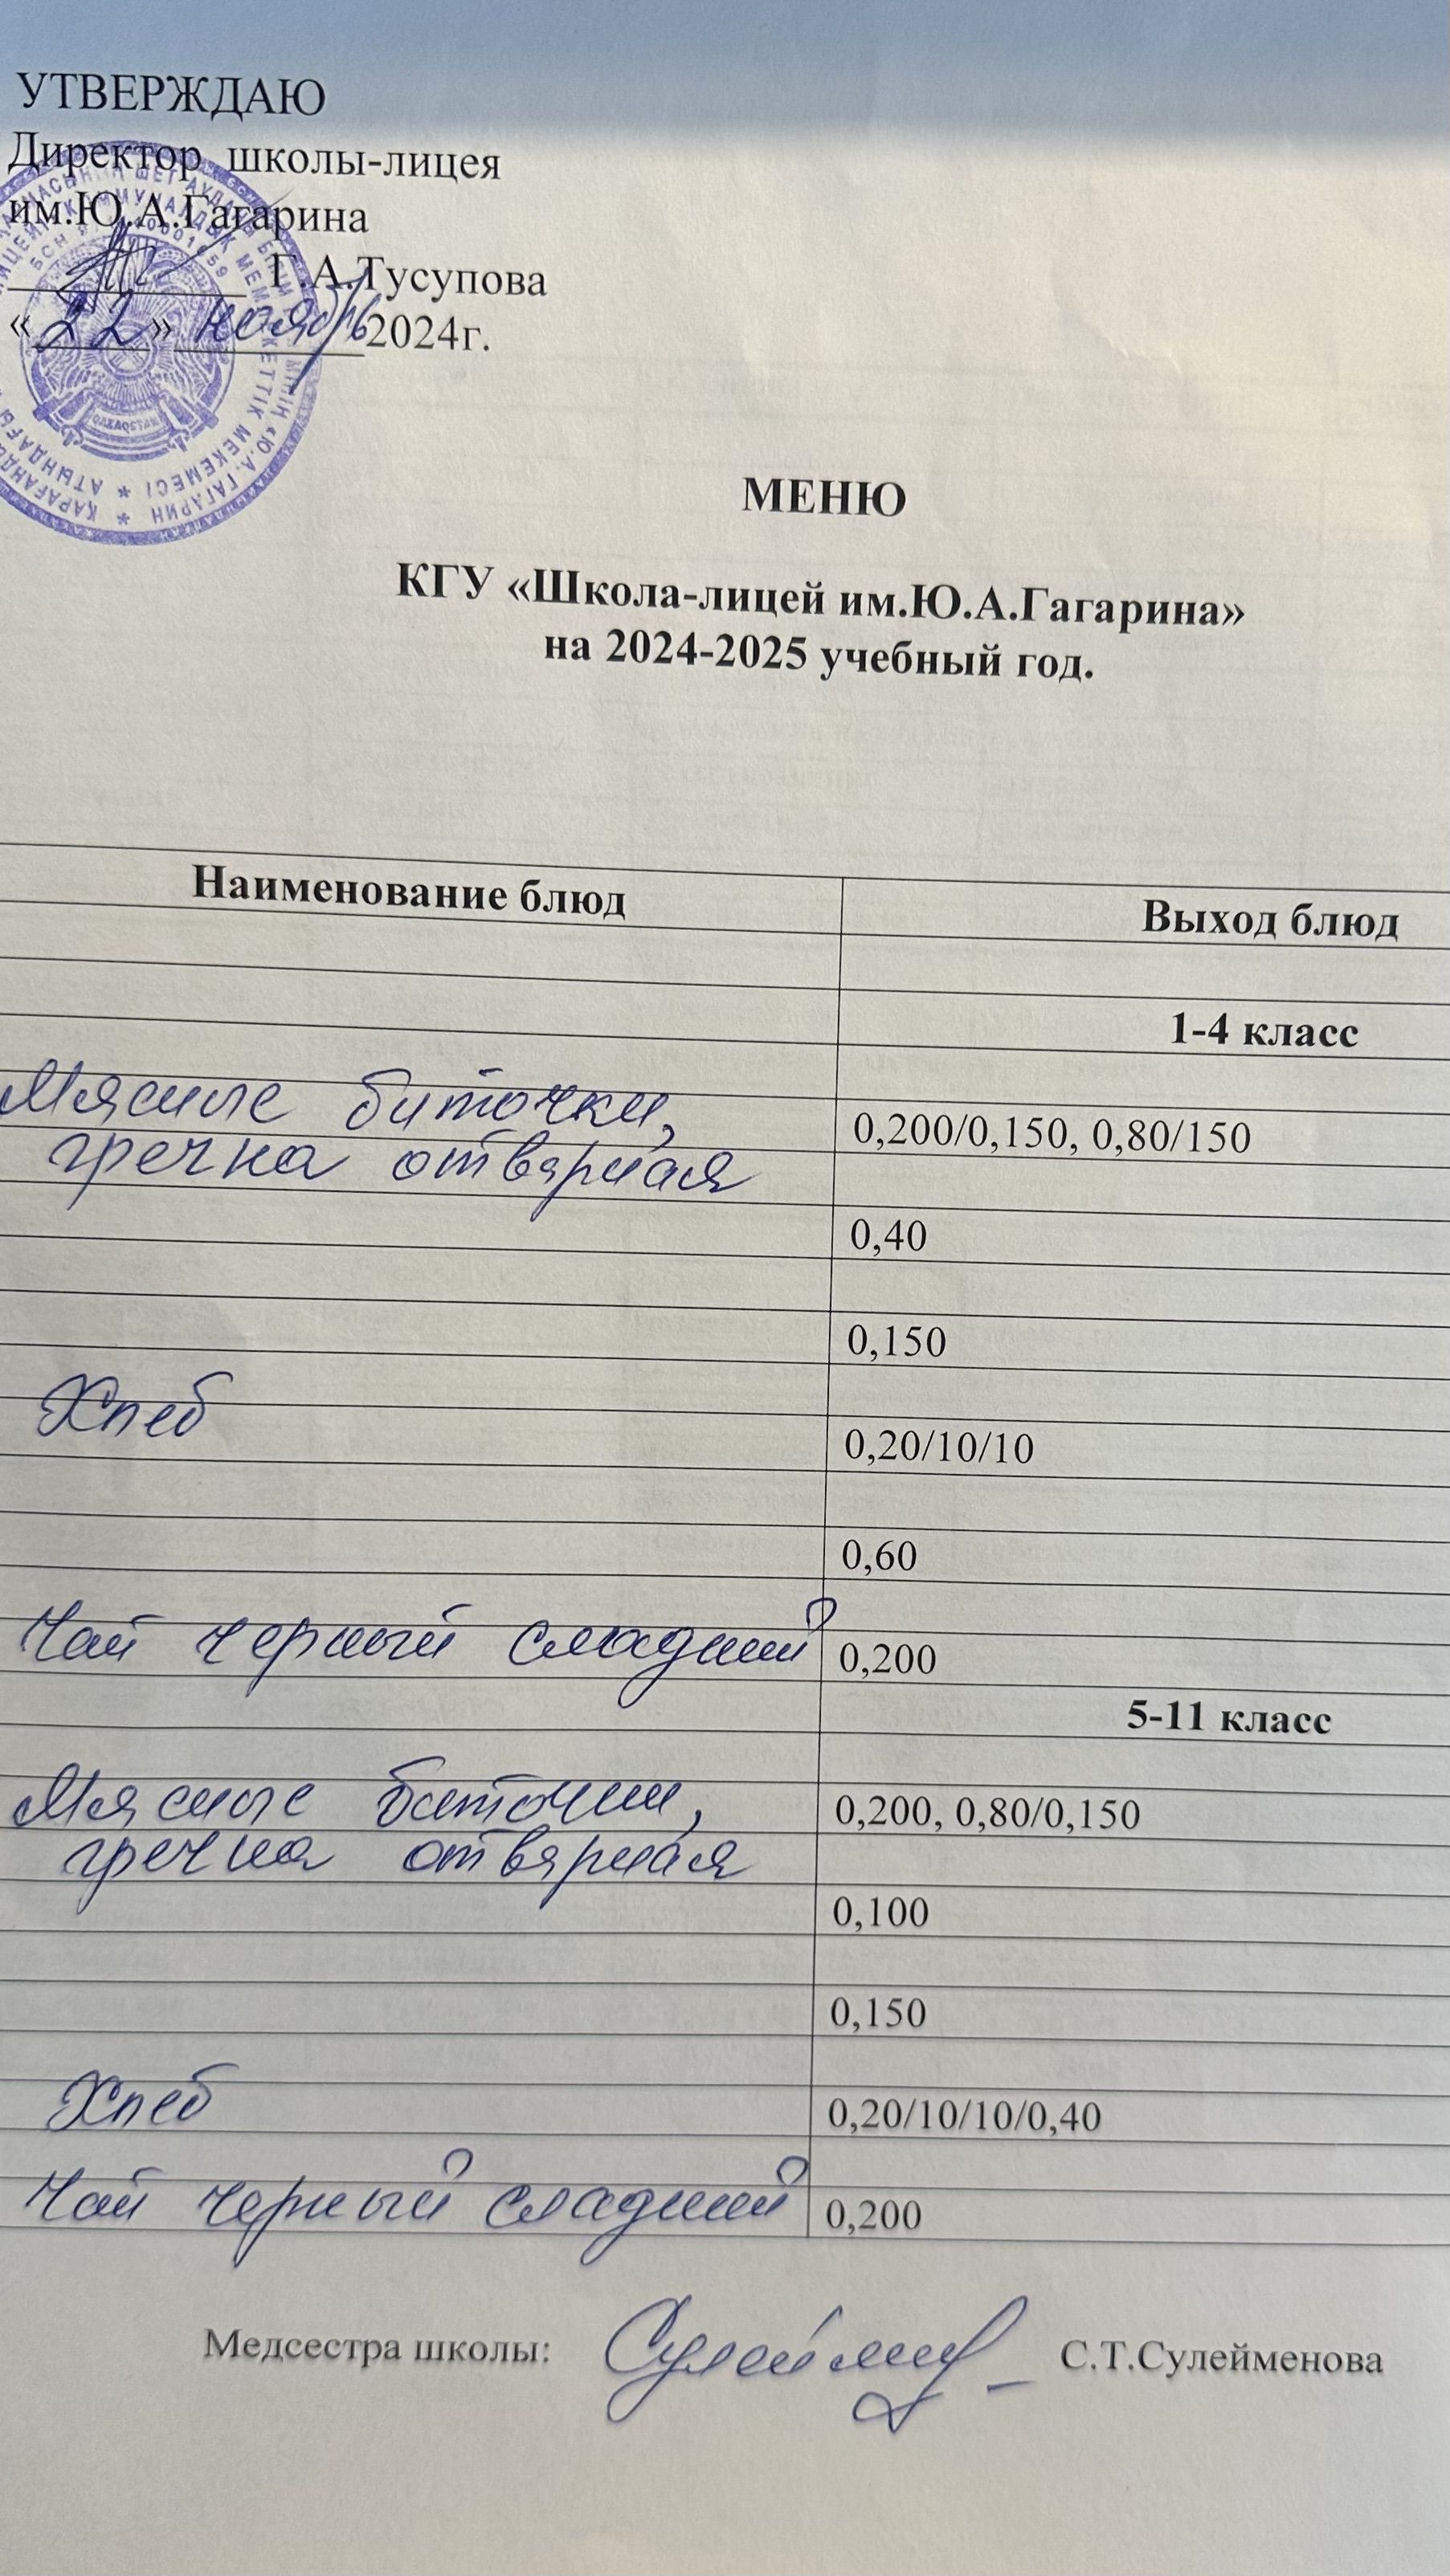 УТВЕРЖДАЮ
Директор школы-лицея
им.Ю.А.Гагарина
Г.А.Тусупова
«22» ноябрь 2024г.
ҚАЗАҚСТАН
МЕНЮ
КГУ «Школа-лицей им.Ю.А.Гагарина»
на 2024-2025 учебный год.
Наименование блюд Выход блюд
1-4 класс
Мясные биточки, 0,200/0,150, 0,80/150
гречка отварная
0,40
0,150
Хлеб 0,20/10/10
0,60
Чай черный сладкий 0,200
5-11 класс
Мясные биточки, 0,200, 0,80/0,150
гречка отварная
0,100
0,150
Хлеб 0,20/10/10/0,40
Чай черный сладкий 0,200
Медсестра школы: С.Т.Сулейменова